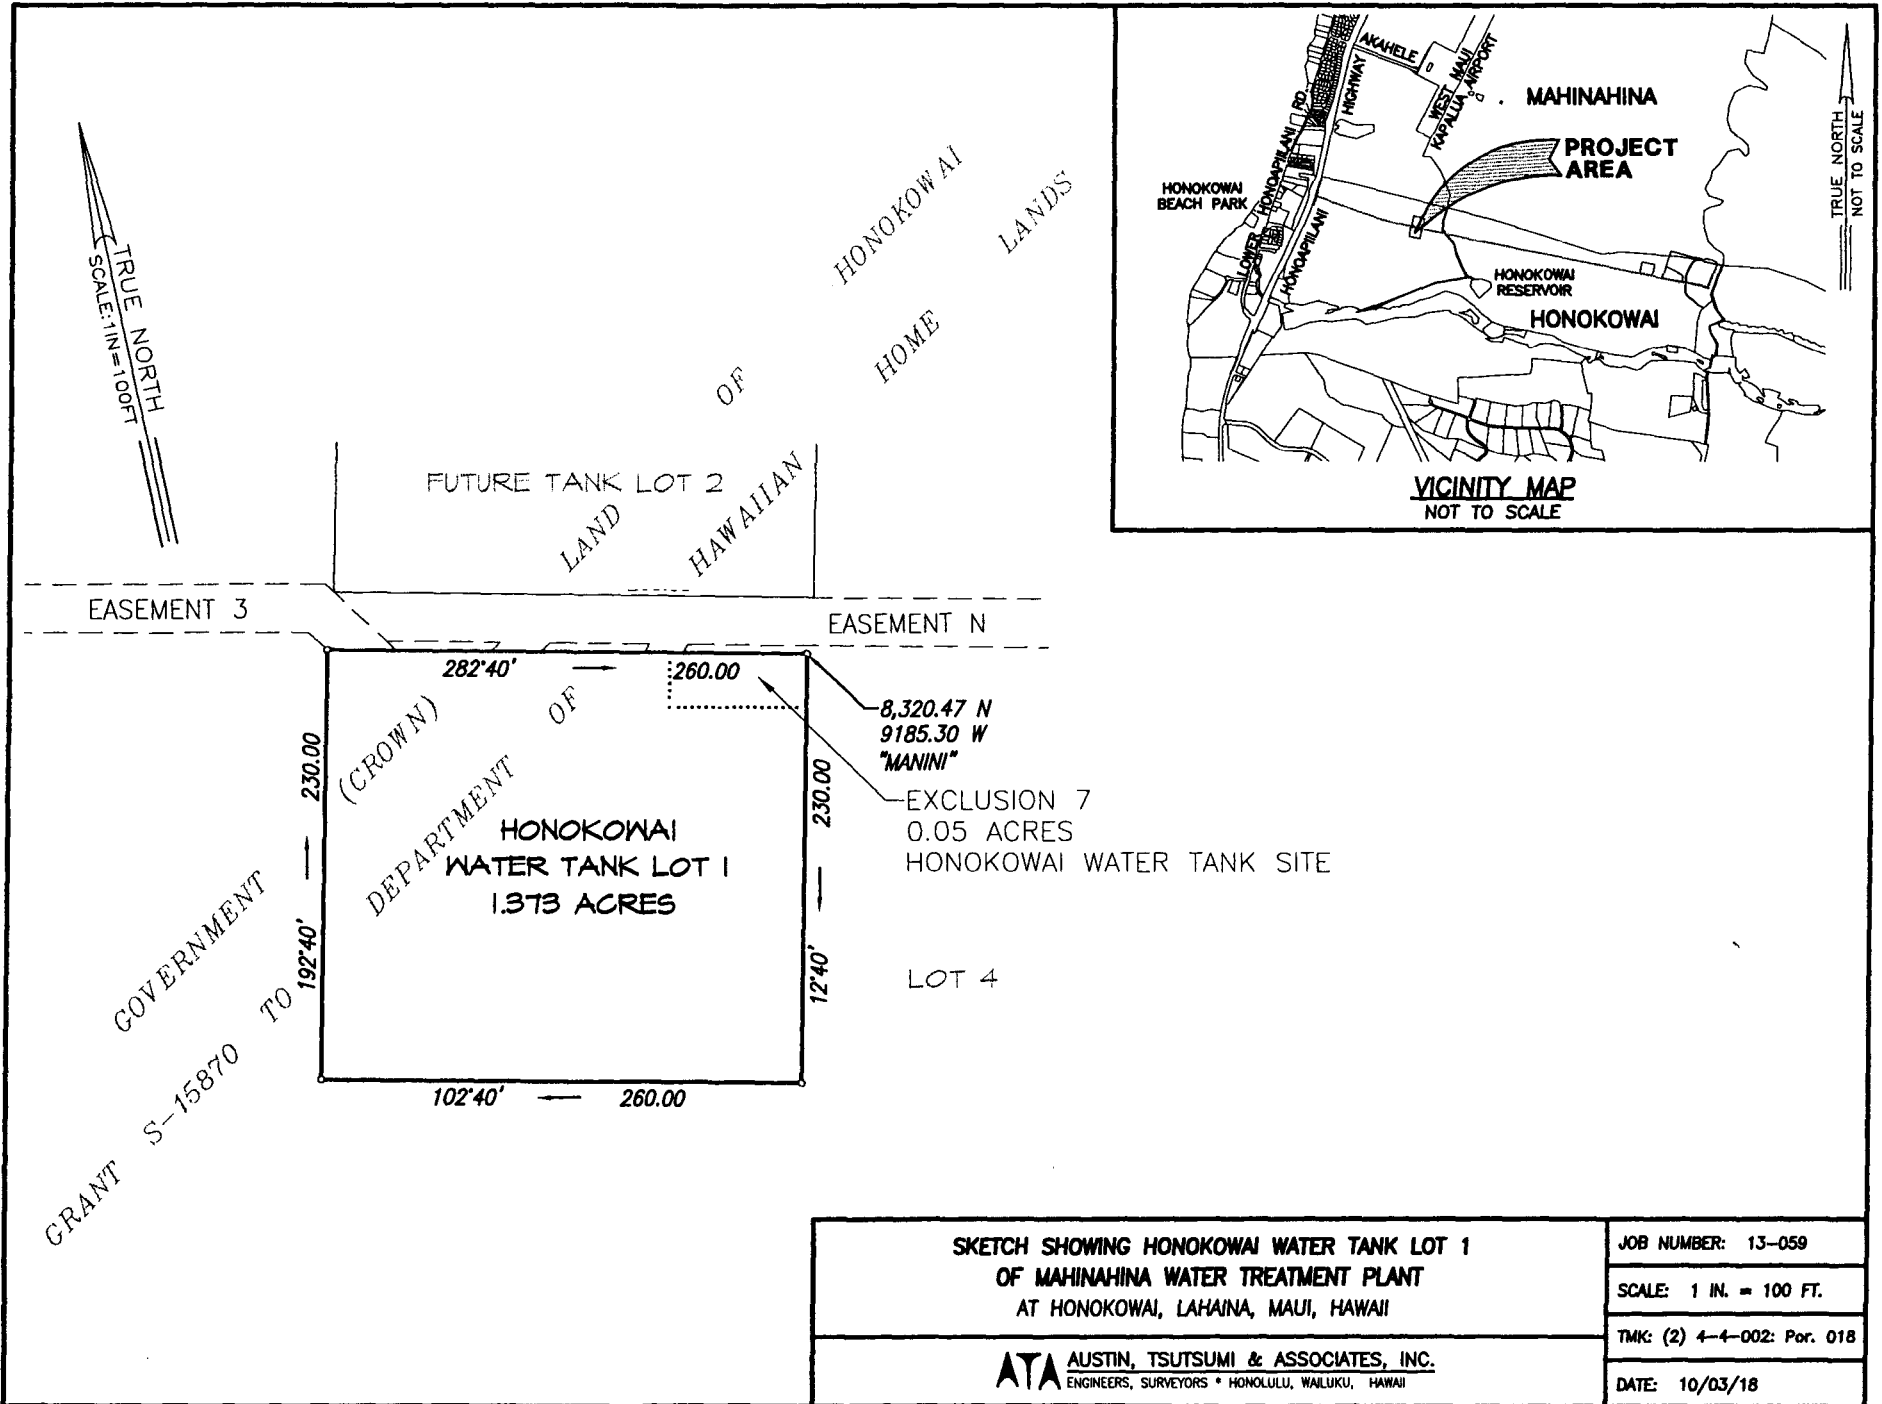 AKAHELE
WEST MAUI
KAPALUA AIRPORT
HIGHWAY
LOWER HONOAPIILANI RD.
HONOAPIILANI
MAHINAHINA
PROJECT
AREA
HONOKOWAI
BEACH PARK
HONOKOWAI
RESERVOIR
HONOKOWAI
TRUE NORTH
NOT TO SCALE
VICINITY MAP
NOT TO SCALE
TRUE NORTH
SCALE:1IN=100FT
LAND OF HONOKOWAI
HAWAIIAN HOME LANDS
FUTURE TANK LOT 2
EASEMENT 3
EASEMENT N
282°40'
260.00
8,320.47 N
9185.30 W
"MANINI"
EXCLUSION 7
0.05 ACRES
HONOKOWAI WATER TANK SITE
230.00
192°40'
230.00
12°40'
GOVERNMENT (CROWN)
GRANT S-15870 TO DEPARTMENT OF
HONOKOWAI
WATER TANK LOT 1
1.373 ACRES
LOT 4
102°40'
260.00
SKETCH SHOWING HONOKOWAI WATER TANK LOT 1
OF MAHINAHINA WATER TREATMENT PLANT
AT HONOKOWAI, LAHAINA, MAUI, HAWAII
ATA
AUSTIN, TSUTSUMI & ASSOCIATES, INC.
ENGINEERS, SURVEYORS * HONOLULU, WAILUKU, HAWAII
JOB NUMBER: 13-059
SCALE: 1 IN. = 100 FT.
TMK: (2) 4-4-002: Por. 018
DATE: 10/03/18